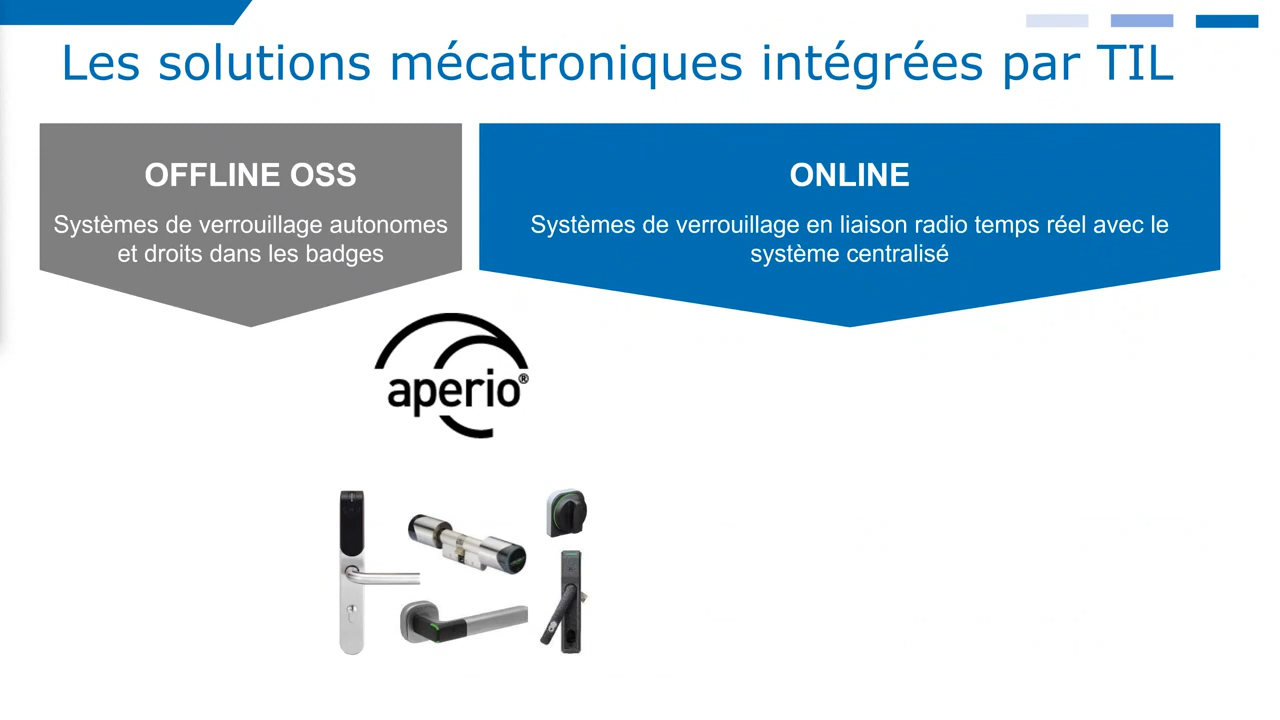 Les solutions mécatroniques intégrées par TIL
OFFLINE OSS
Systèmes de verrouillage autonomes
et droits dans les badges
ONLINE
Systèmes de verrouillage en liaison radio temps réel avec le
système centralisé
aperio®